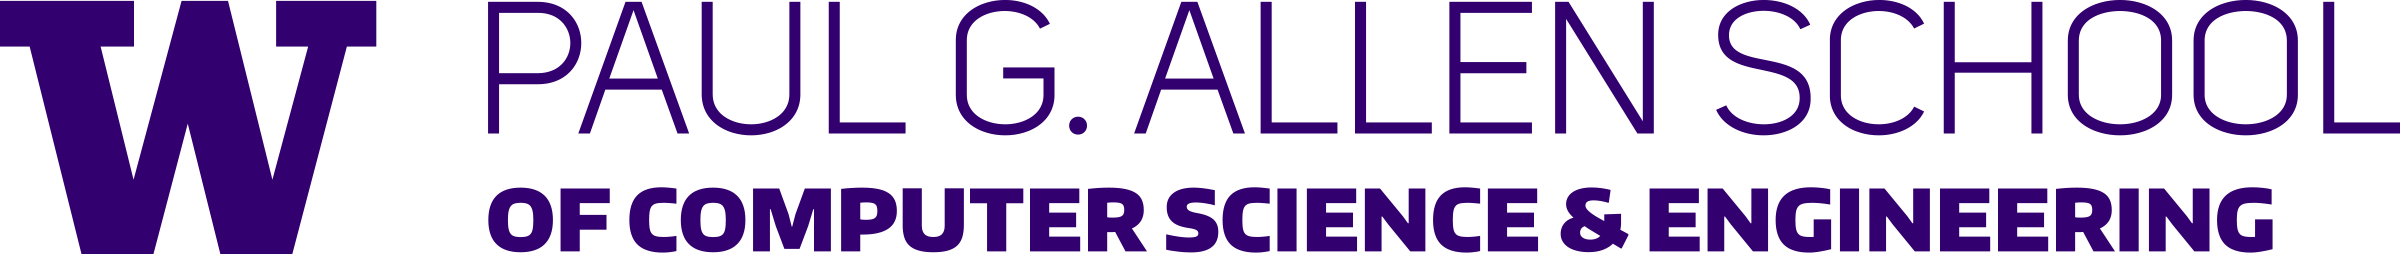 W
PAUL G. ALLEN SCHOOL
OF COMPUTER SCIENCE & ENGINEERING